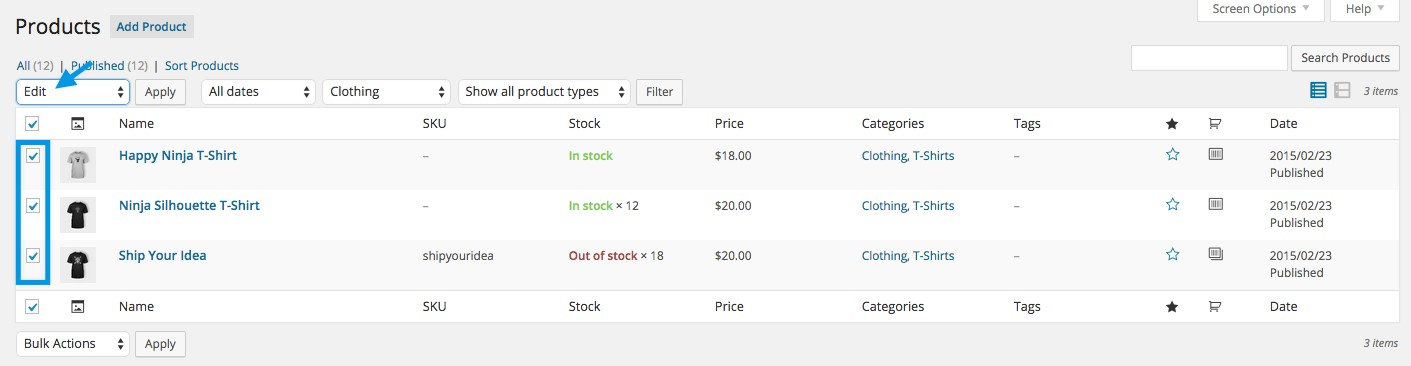 Screen Options Help
Products Add Product
All (12) | Published (12) | Sort Products
Search Products
Edit Apply All dates Clothing Show all product types Filter 3 items
Name SKU Stock Price Categories Tags Date
Happy Ninja T-Shirt – In stock $18.00 Clothing, T-Shirts – 2015/02/23
Published
Ninja Silhouette T-Shirt – In stock × 12 $20.00 Clothing, T-Shirts – 2015/02/23
Published
Ship Your Idea shipyouridea Out of stock × 18 $20.00 Clothing, T-Shirts – 2015/02/23
Published
Name SKU Stock Price Categories Tags Date
Bulk Actions Apply 3 items